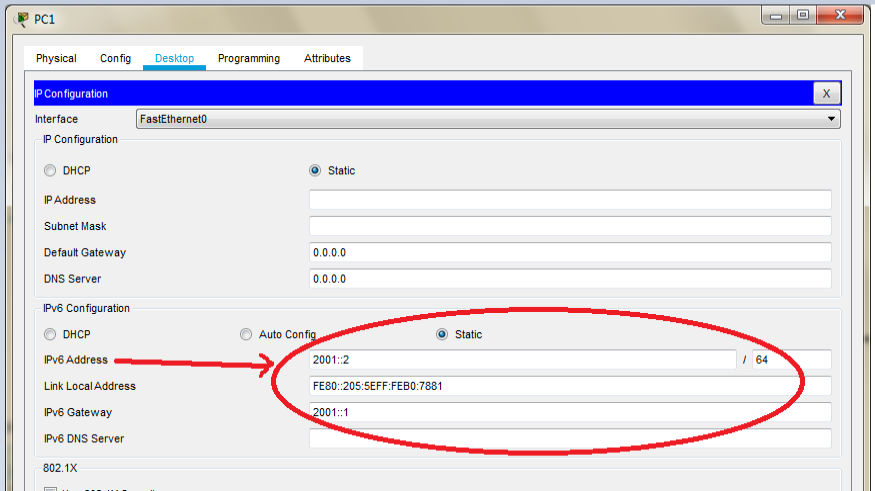 PC1
Physical Config Desktop Programming Attributes
IP Configuration X
Interface FastEthernet0
IP Configuration
DHCP Static
IP Address
Subnet Mask
Default Gateway 0.0.0.0
DNS Server 0.0.0.0
IPv6 Configuration
DHCP Auto Config Static
IPv6 Address 2001::2 / 64
Link Local Address FE80::205:5EFF:FEB0:7881
IPv6 Gateway 2001::1
IPv6 DNS Server
802.1X